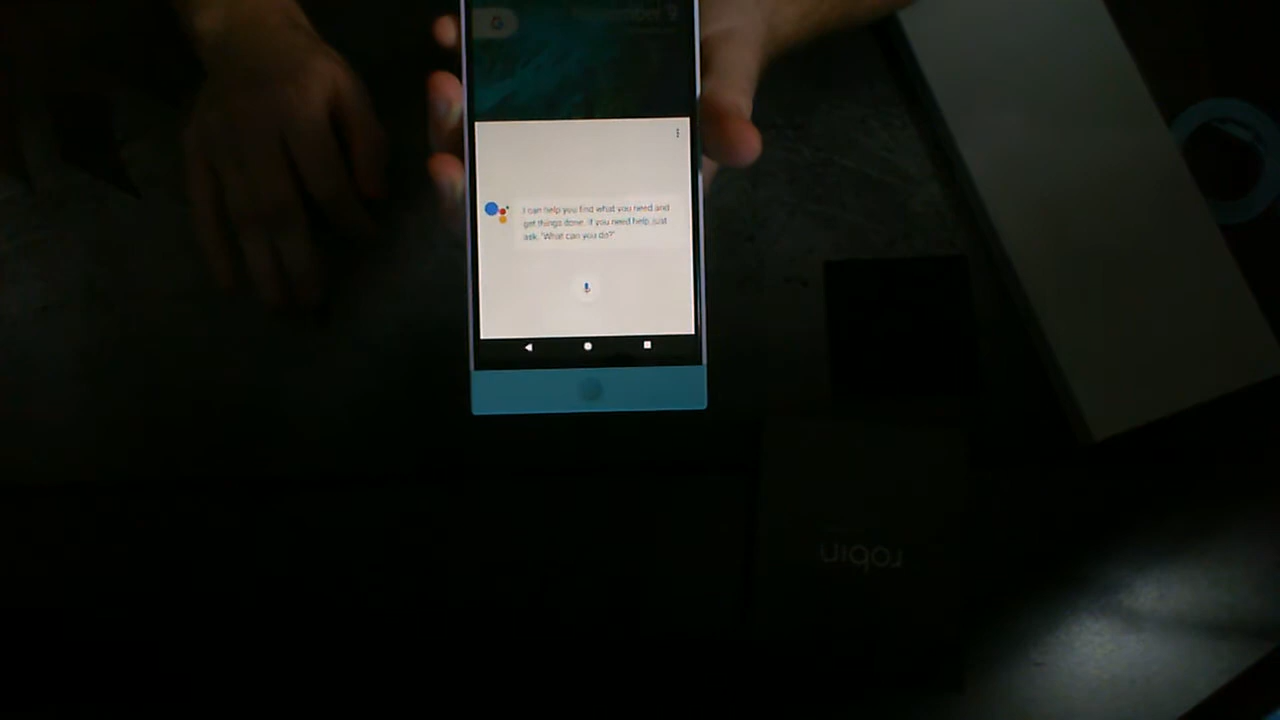 G
I can help you find what you need and
get things done. If you need help, just
ask, "What can you do?"
robin